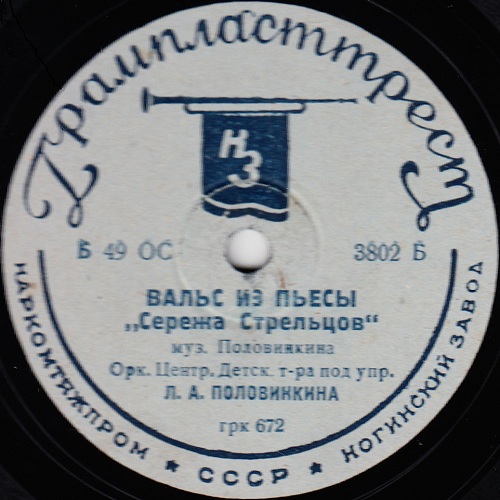 Грампласттрест
НЗ
В 49 ОС
3802 Б
ВАЛЬС ИЗ ПЬЕСЫ
„Сережа Стрельцов“
муз. Половинкина
Орк. Центр. Детск. т-ра под упр.
Л. А. ПОЛОВИНКИНА
грк 672
НАРКОМТЯЖПРОМ ★ СССР ★ НОГИНСКИЙ ЗАВОД